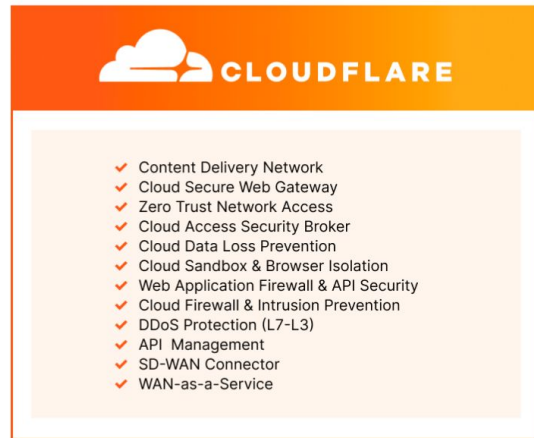 CLOUDFLARE
Content Delivery Network
Cloud Secure Web Gateway
Zero Trust Network Access
Cloud Access Security Broker
Cloud Data Loss Prevention
Cloud Sandbox & Browser Isolation
Web Application Firewall & API Security
Cloud Firewall & Intrusion Prevention
DDoS Protection (L7-L3)
API Management
SD-WAN Connector
WAN-as-a-Service